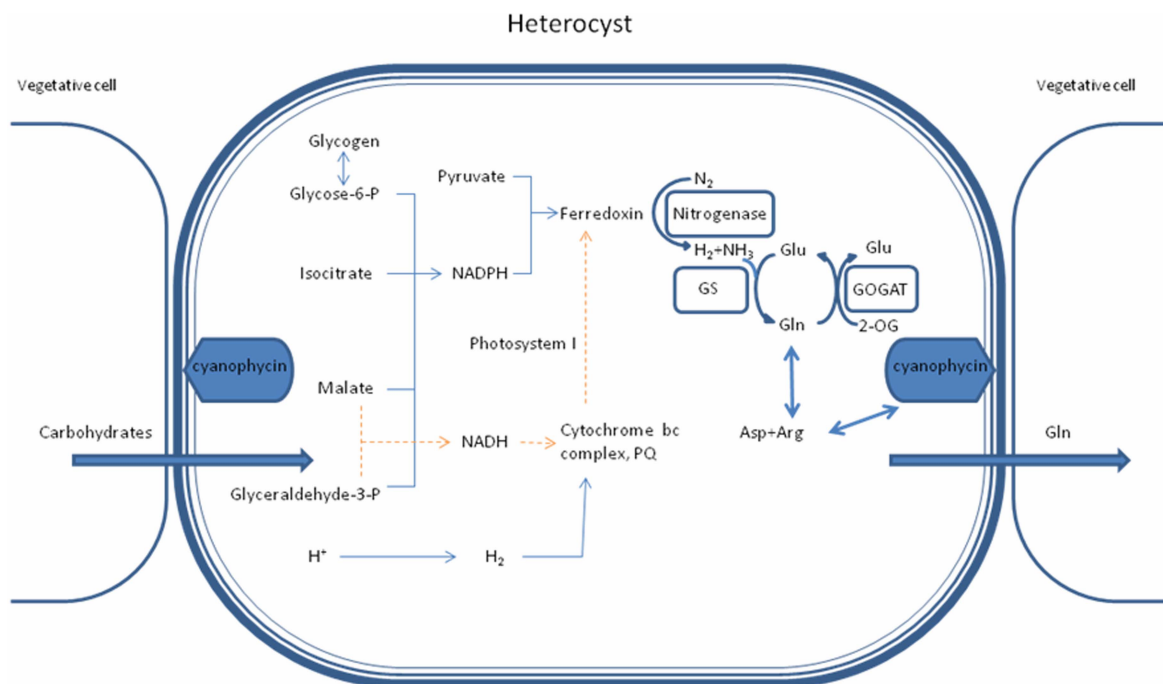 Heterocyst
Vegetative cell
Vegetative cell
Glycogen
Glycose-6-P
Pyruvate
N₂
Ferredoxin
Nitrogenase
H₂+NH₃
Glu
Glu
Isocitrate
NADPH
GS
GOGAT
Gln
2-OG
Photosystem I
cyanophycin
cyanophycin
Malate
Carbohydrates
NADH
Cytochrome bc
complex, PQ
Asp+Arg
Gln
Glyceraldehyde-3-P
H⁺
H₂